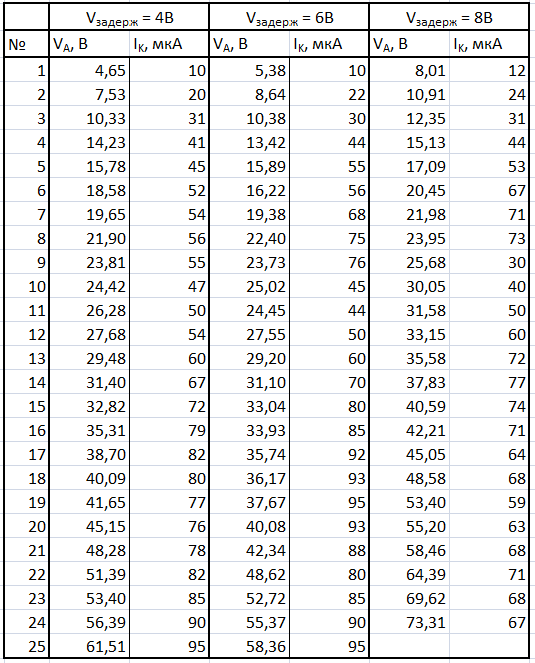 Vзадерж = 4В Vзадерж = 6В Vзадерж = 8В
№ VA, В IK, мкА VA, В IK, мкА VA, В IK, мкА
1 4,65 10 5,38 10 8,01 12
2 7,53 20 8,64 22 10,91 24
3 10,33 31 10,38 30 12,35 31
4 14,23 41 13,42 44 15,13 44
5 15,78 45 15,89 55 17,09 53
6 18,58 52 16,22 56 20,45 67
7 19,65 54 19,38 68 21,98 71
8 21,90 56 22,40 75 23,95 73
9 23,81 55 23,73 76 25,68 30
10 24,42 47 25,02 45 30,05 40
11 26,28 50 24,45 44 31,58 50
12 27,68 54 27,55 50 33,15 60
13 29,48 60 29,20 60 35,58 72
14 31,40 67 31,10 70 37,83 77
15 32,82 72 33,04 80 40,59 74
16 35,31 79 33,93 85 42,21 71
17 38,70 82 35,74 92 45,05 64
18 40,09 80 36,17 93 48,58 68
19 41,65 77 37,67 95 53,40 59
20 45,15 76 40,08 93 55,20 63
21 48,28 78 42,34 88 58,46 68
22 51,39 82 48,62 80 64,39 71
23 53,40 85 52,72 85 69,62 68
24 56,39 90 55,37 90 73,31 67
25 61,51 95 58,36 95